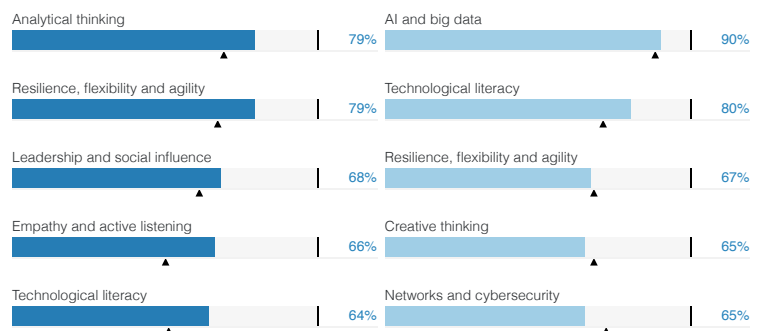 Analytical thinking
79%
AI and big data
90%
Resilience, flexibility and agility
79%
Technological literacy
80%
Leadership and social influence
68%
Resilience, flexibility and agility
67%
Empathy and active listening
66%
Creative thinking
65%
Technological literacy
64%
Networks and cybersecurity
65%